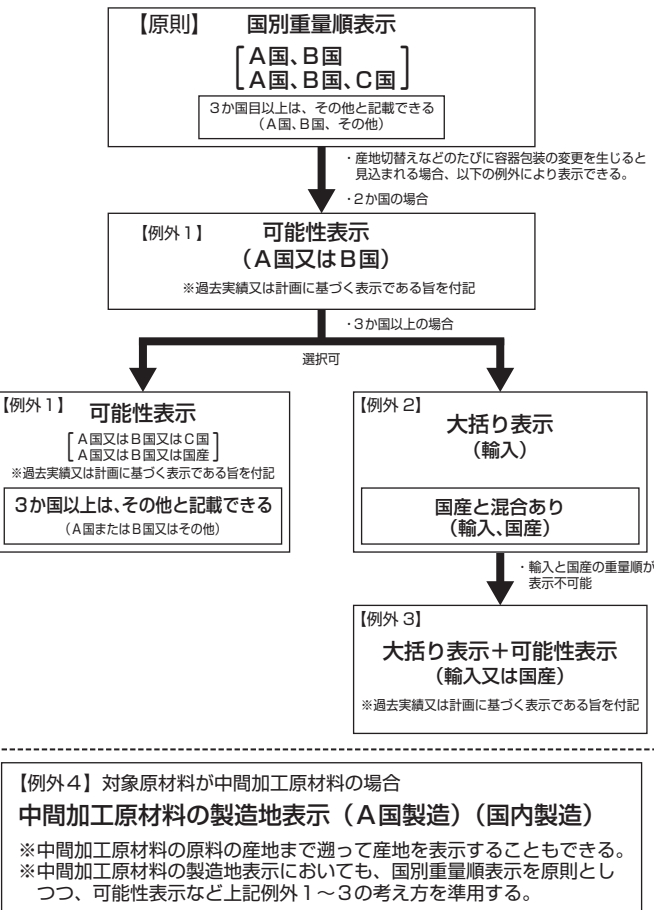 【原則】 国別重量順表示
A国、B国
A国、B国、C国
3か国目以上は、その他と記載できる
（A国、B国、その他）
・産地切替えなどのたびに容器包装の変更を生じると
見込まれる場合、以下の例外により表示できる。
・2か国の場合
【例外1】 可能性表示
（A国又はB国）
※過去実績又は計画に基づく表示である旨を付記
・3か国以上の場合
選択可
【例外1】 可能性表示
A国又はB国又はC国
A国又はB国又は国産
※過去実績又は計画に基づく表示である旨を付記
3か国以上は、その他と記載できる
（A国またはB国又はその他）
【例外2】
大括り表示
（輸入）
国産と混合あり
（輸入、国産）
・輸入と国産の重量順が
表示不可能
【例外3】
大括り表示＋可能性表示
（輸入又は国産）
※過去実績又は計画に基づく表示である旨を付記
【例外4】対象原材料が中間加工原材料の場合
中間加工原材料の製造地表示（A国製造）（国内製造）
※中間加工原材料の原料の産地まで遡って産地を表示することもできる。
※中間加工原材料の製造地表示においても、国別重量順表示を原則とし
つつ、可能性表示など上記例外1〜3の考え方を準用する。